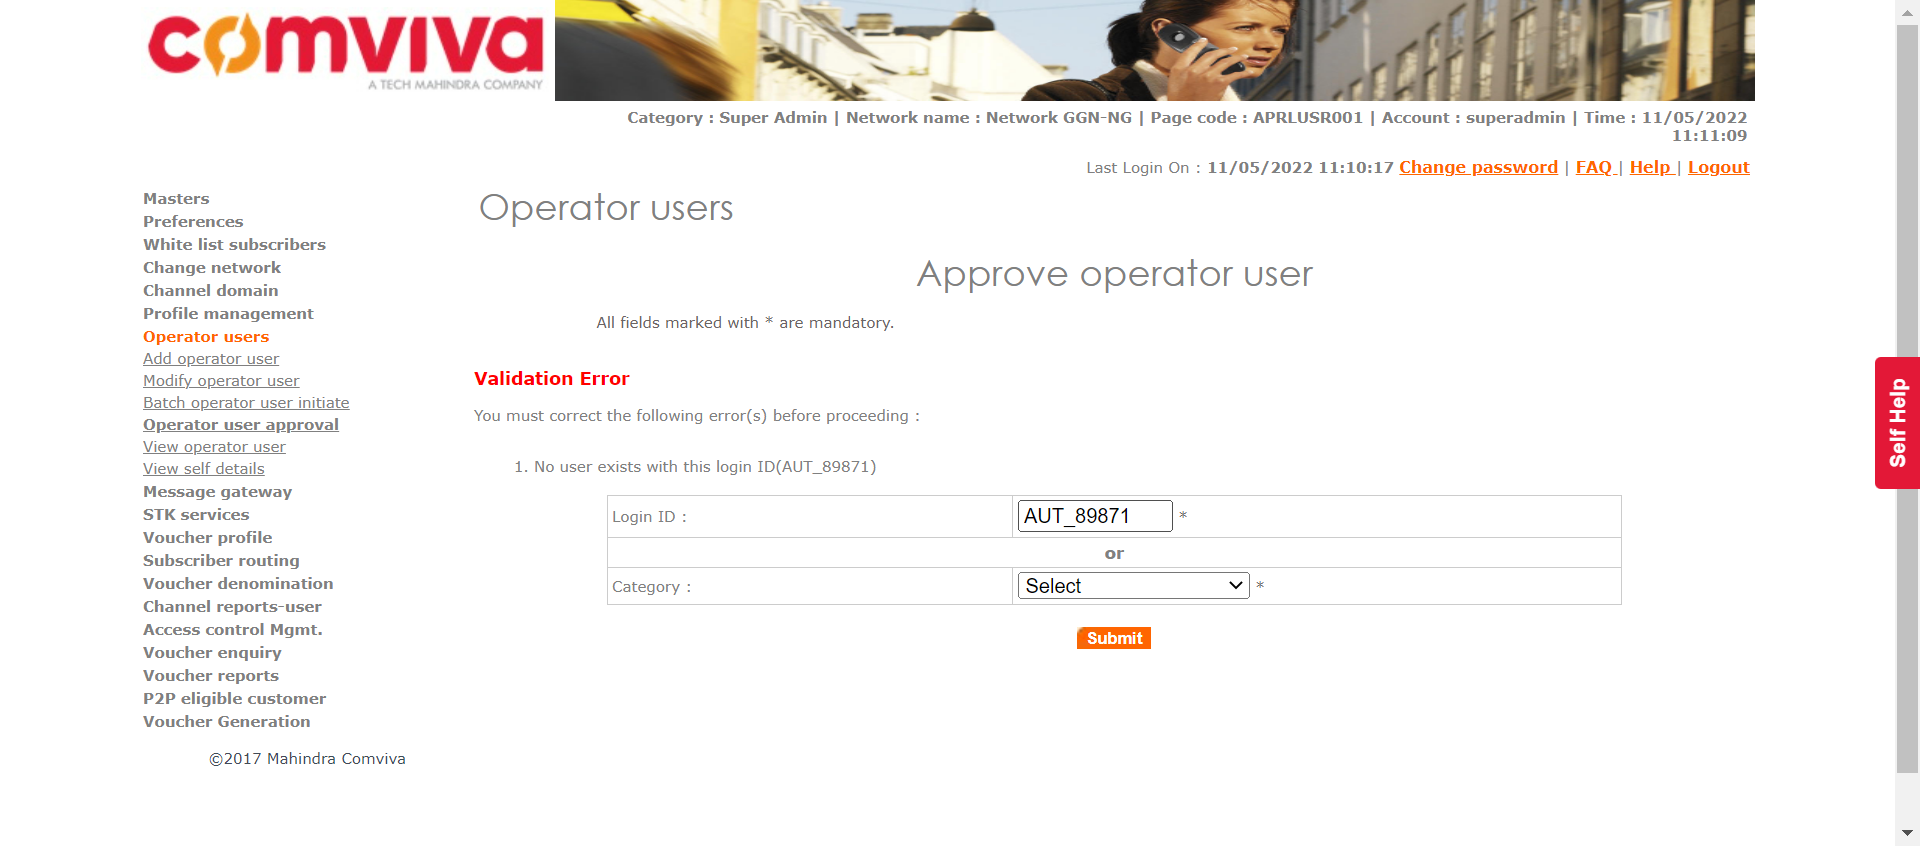 comviva
A TECH MAHINDRA COMPANY
Category : Super Admin | Network name : Network GGN-NG | Page code : APRLUSR001 | Account : superadmin | Time : 11/05/2022
11:11:09
Last Login On : 11/05/2022 11:10:17 Change password | FAQ | Help | Logout
Masters
Preferences
White list subscribers
Change network
Channel domain
Profile management
Operator users
Add operator user
Modify operator user
Batch operator user initiate
Operator user approval
View operator user
View self details
Message gateway
STK services
Voucher profile
Subscriber routing
Voucher denomination
Channel reports-user
Access control Mgmt.
Voucher enquiry
Voucher reports
P2P eligible customer
Voucher Generation
©2017 Mahindra Comviva
Operator users
Approve operator user
All fields marked with * are mandatory.
Validation Error
You must correct the following error(s) before proceeding :
1. No user exists with this login ID(AUT_89871)
Login ID : AUT_89871 *
or
Category : Select *
Submit
Self Help